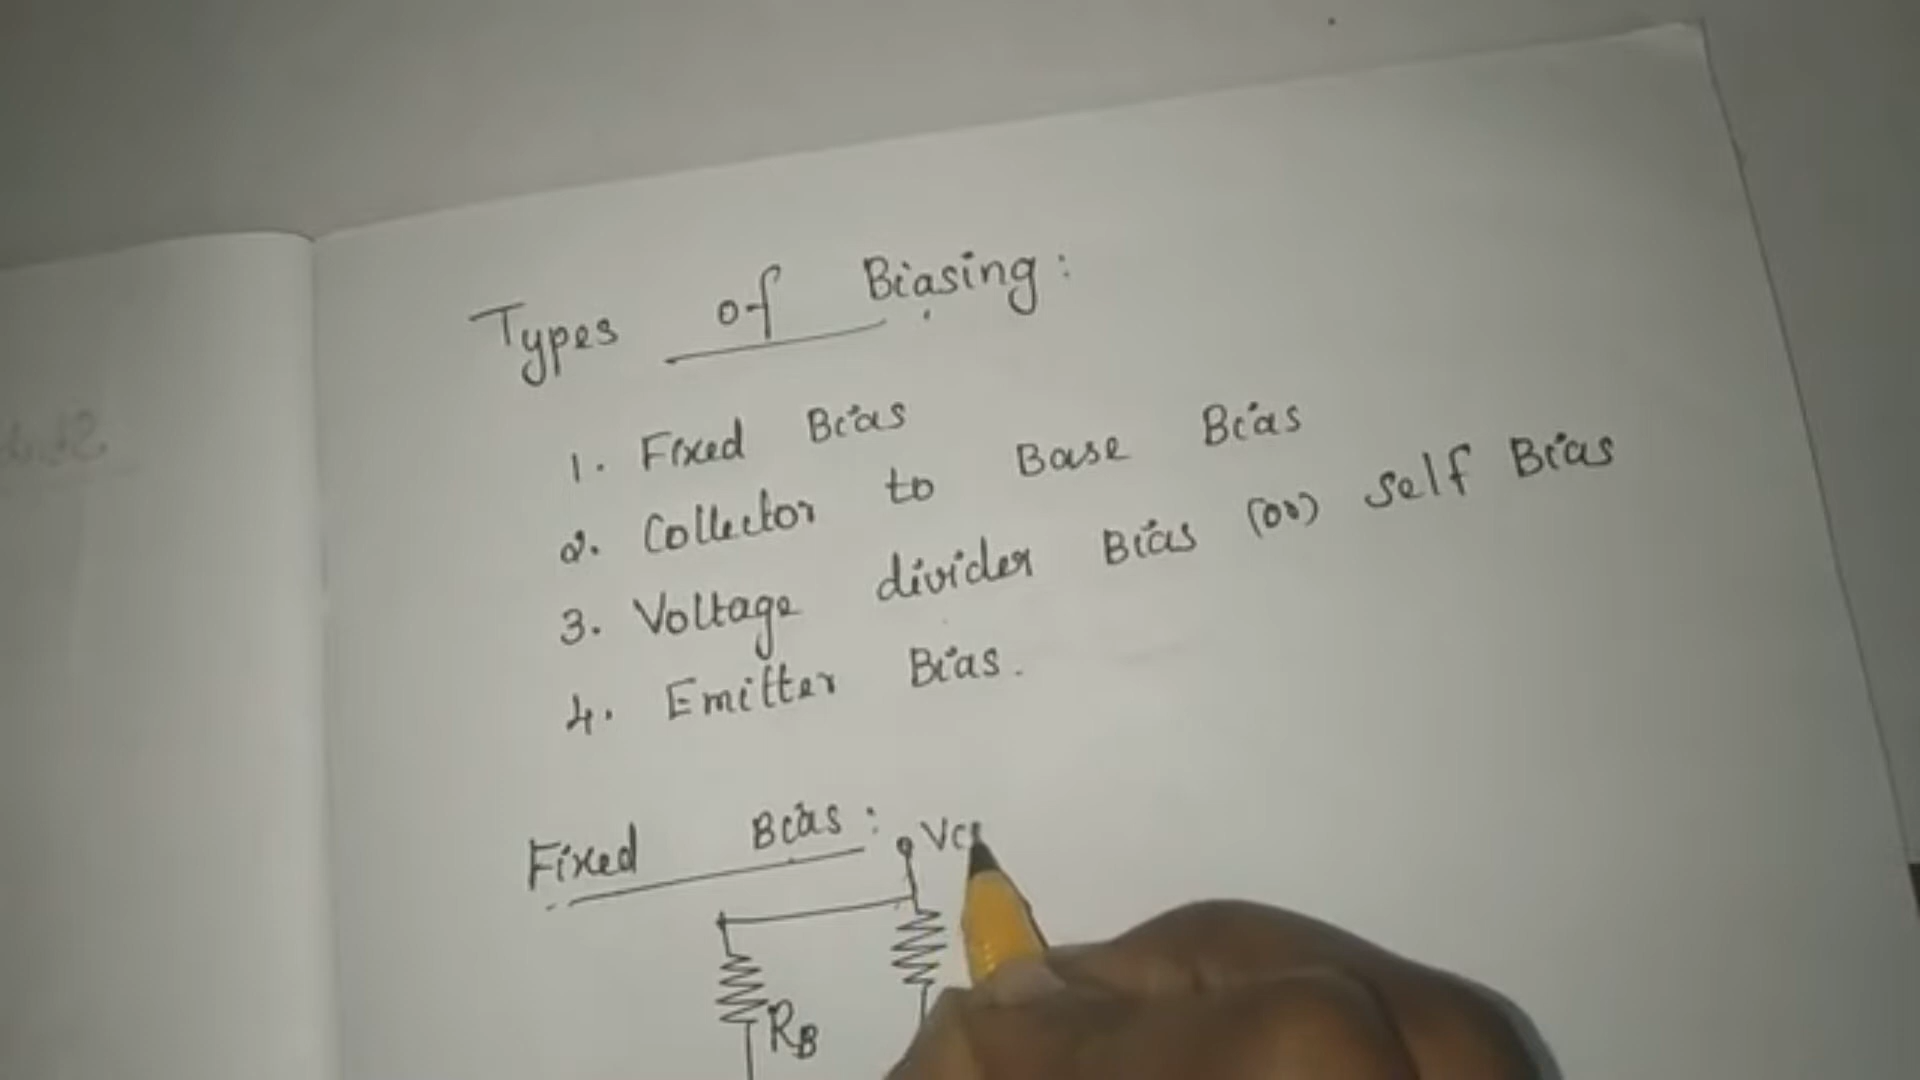 Types of Biasing:
1. Fixed Bias
2. Collector to Base Bias
3. Voltage divider Bias (or) self Bias
4. Emitter Bias.
Fixed Bias:
RB